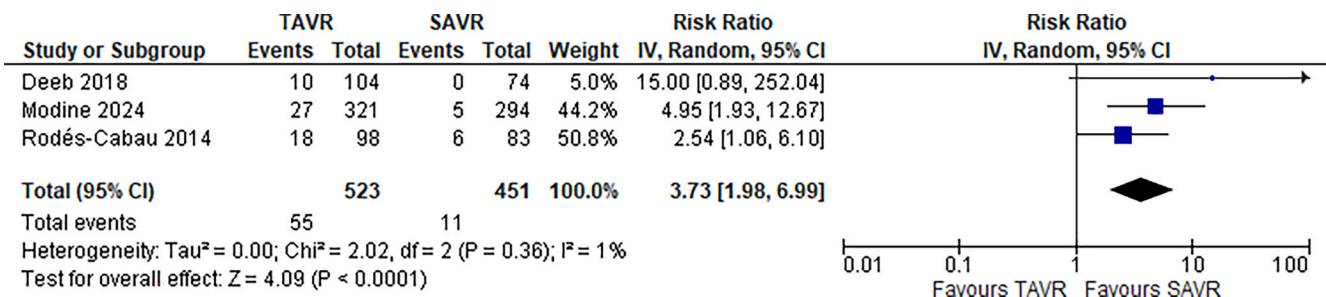 TAVR SAVR Risk Ratio Risk Ratio
Study or Subgroup Events Total Events Total Weight IV, Random, 95% CI IV, Random, 95% CI
Deeb 2018 10 104 0 74 5.0% 15.00 [0.89, 252.04]
Modine 2024 27 321 5 294 44.2% 4.95 [1.93, 12.67]
Rodés-Cabau 2014 18 98 6 83 50.8% 2.54 [1.06, 6.10]
Total (95% CI) 523 451 100.0% 3.73 [1.98, 6.99]
Total events 55 11
Heterogeneity: Tau² = 0.00; Chi² = 2.02, df = 2 (P = 0.36); I² = 1%
Test for overall effect: Z = 4.09 (P < 0.0001)
0.01 0.1 1 10 100
Favours TAVR Favours SAVR